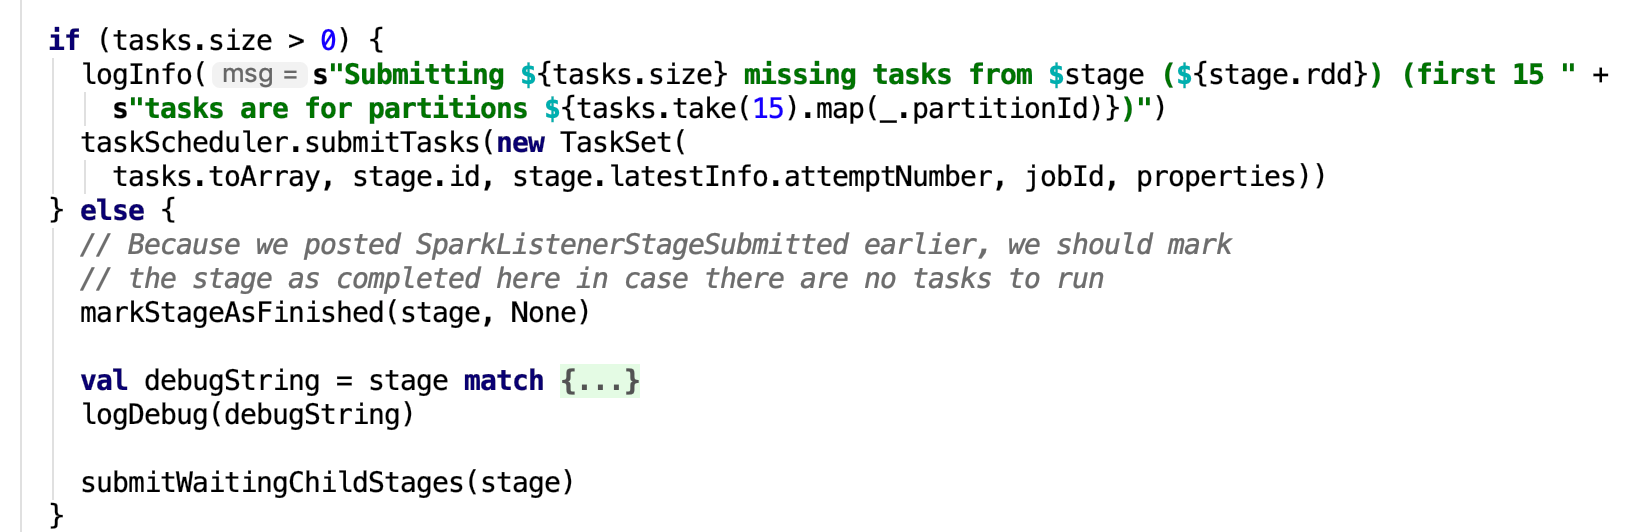 if (tasks.size > 0) {
  logInfo( msg = s"Submitting ${tasks.size} missing tasks from $stage (${stage.rdd}) (first 15 " +
    s"tasks are for partitions ${tasks.take(15).map(_.partitionId)})")
  taskScheduler.submitTasks(new TaskSet(
    tasks.toArray, stage.id, stage.latestInfo.attemptNumber, jobId, properties))
} else {
  // Because we posted SparkListenerStageSubmitted earlier, we should mark
  // the stage as completed here in case there are no tasks to run
  markStageAsFinished(stage, None)

  val debugString = stage match {...}
  logDebug(debugString)

  submitWaitingChildStages(stage)
}